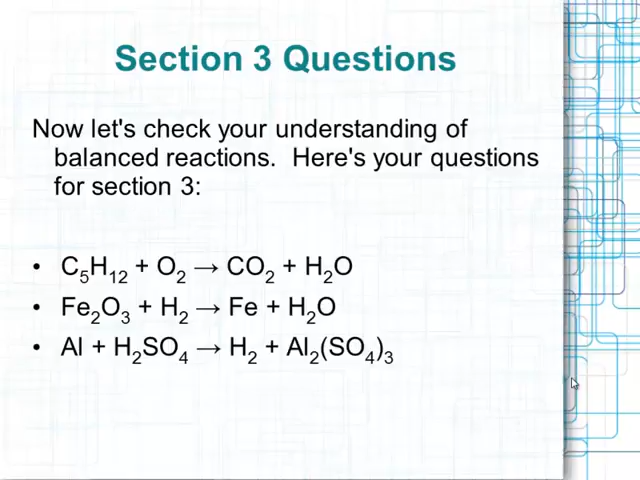 Section 3 Questions
Now let's check your understanding of
balanced reactions. Here's your questions
for section 3:
• C₅H₁₂ + O₂ → CO₂ + H₂O
• Fe₂O₃ + H₂ → Fe + H₂O
• Al + H₂SO₄ → H₂ + Al₂(SO₄)₃